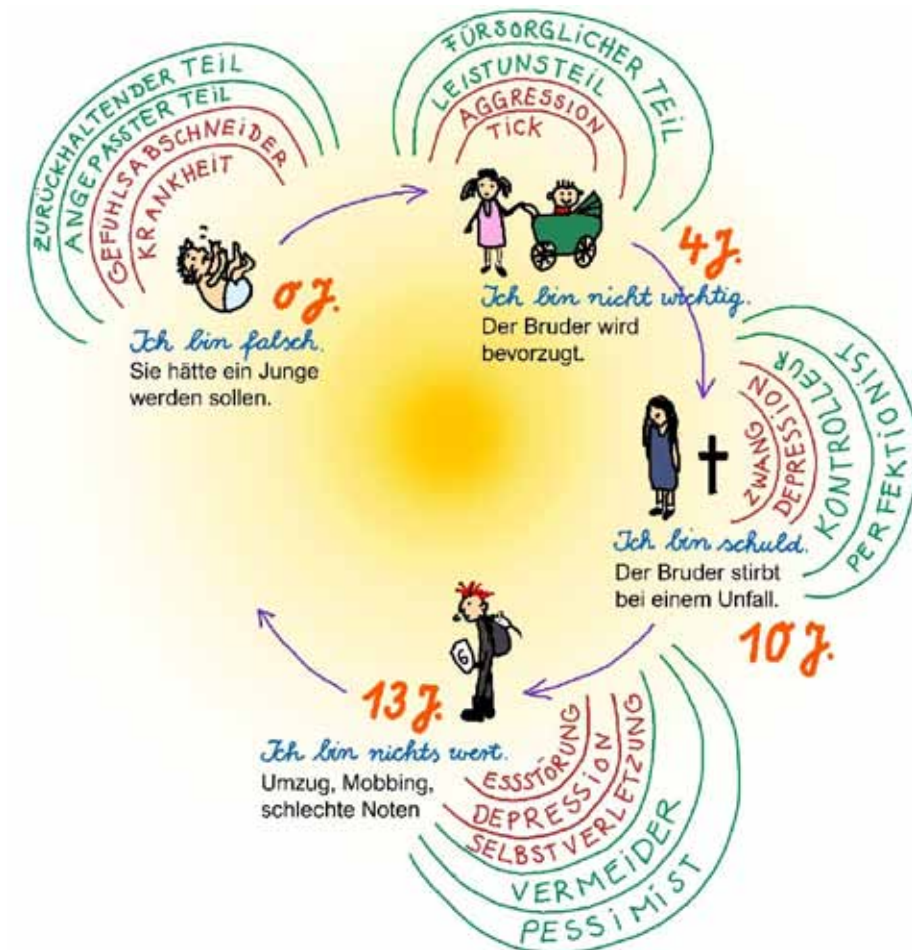 ZURÜCKHALTENDER TEIL
ANGEPASSTER TEIL
GEFÜHLSABSCHNEIDER
KRANKHEIT
0 J.
Ich bin falsch.
Sie hätte ein Junge
werden sollen.
FÜRSORGLICHER TEIL
LEISTUNSTEIL
AGGRESSION
TICK
4 J.
Ich bin nicht wichtig.
Der Bruder wird
bevorzugt.
PERFEKTIONIST
KONTROLLEUR
DEPRESSION
ZWANG
Ich bin schuld.
Der Bruder stirbt
bei einem Unfall.
10 J.
6
13 J.
Ich bin nichts wert.
Umzug, Mobbing,
schlechte Noten
ESSSTÖRUNG
DEPRESSION
SELBSTVERLETZUNG
VERMEIDER
PESSIMIST